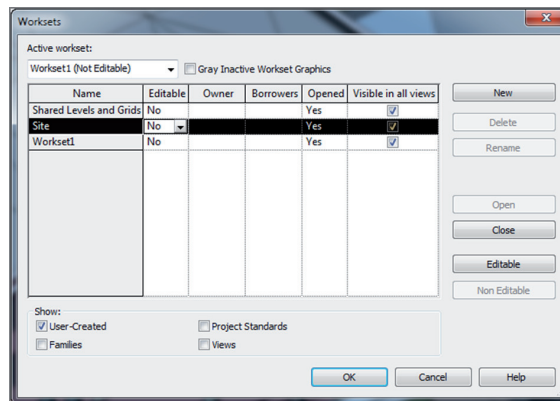 Worksets
Active workset:
Workset1 (Not Editable) Gray Inactive Workset Graphics
Name Editable Owner Borrowers Opened Visible in all views
Shared Levels and Grids No Yes
Site No Yes
Workset1 No Yes
New
Delete
Rename
Open
Close
Editable
Non Editable
Show:
User-Created Project Standards
Families Views
OK Cancel Help